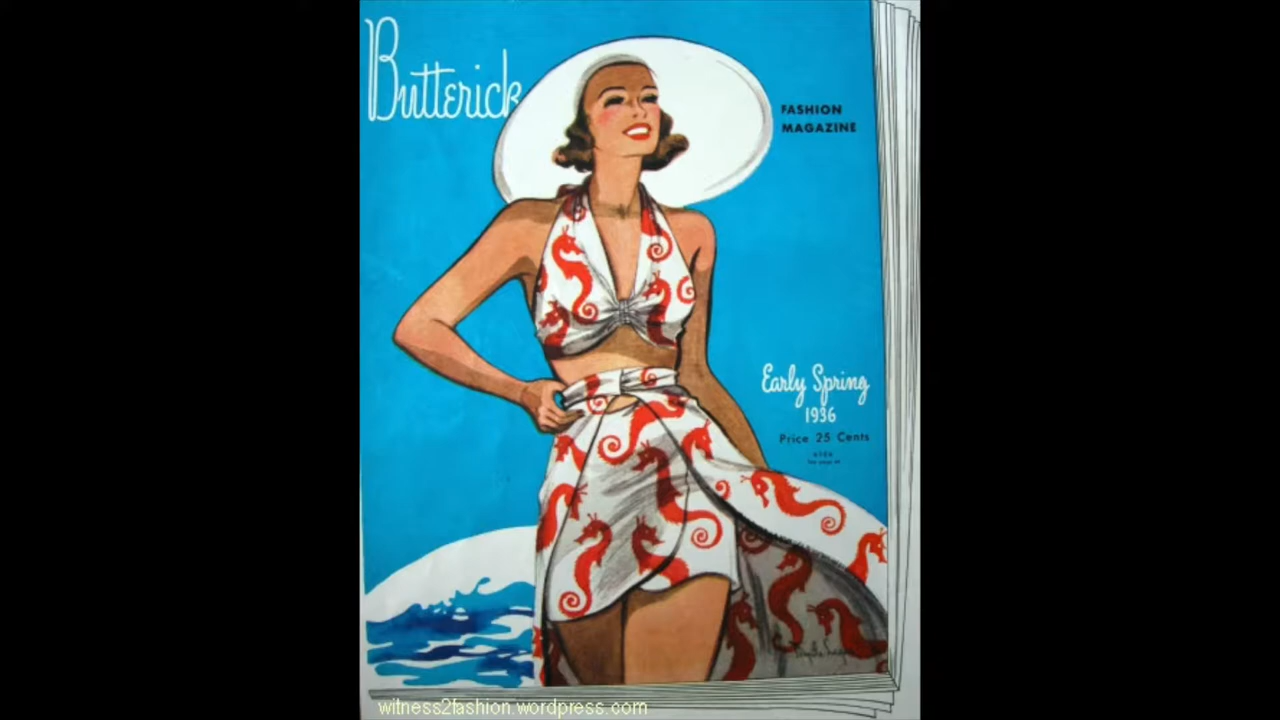 Butterick
FASHION
MAGAZINE
Early Spring
1936
Price 25 Cents
witness2fashion.wordpress.com